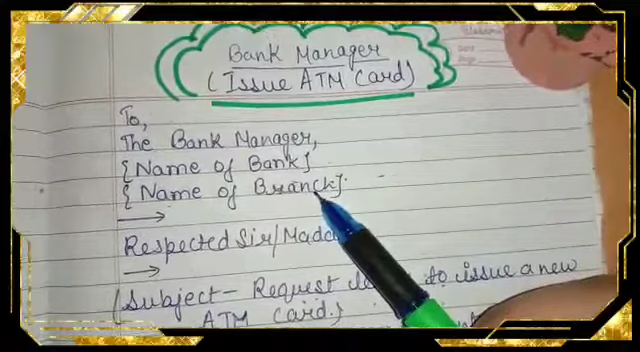 Bank Manager
(Issue ATM Card)
To,
The Bank Manager,
{Name of Bank}
{Name of Branch}.
Respected Sir/Mada
(Subject - Request to issue a new
ATM Card.)